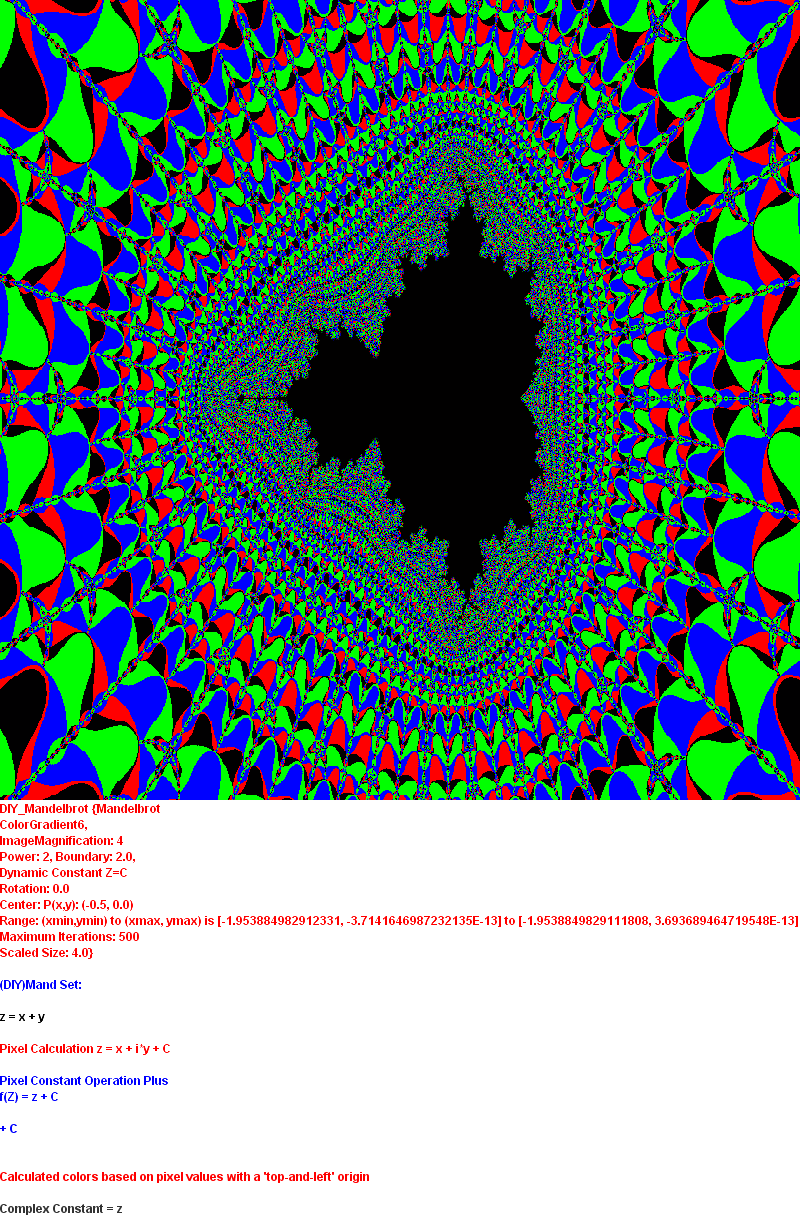 DIY_Mandelbrot {Mandelbrot
ColorGradient6,
ImageMagnification: 4
Power: 2, Boundary: 2.0,
Dynamic Constant Z=C
Rotation: 0.0
Center: P(x,y): (-0.5, 0.0)
Range: (xmin,ymin) to (xmax, ymax) is [-1.953884982912331, -3.7141646987232135E-13] to [-1.9538849829111808, 3.693689464719548E-13]
Maximum Iterations: 500
Scaled Size: 4.0}
(DIY)Mand Set:
z = x + y
Pixel Calculation z = x + i*y + C
Pixel Constant Operation Plus
f(Z) = z + C
+ C
Calculated colors based on pixel values with a 'top-and-left' origin
Complex Constant = z